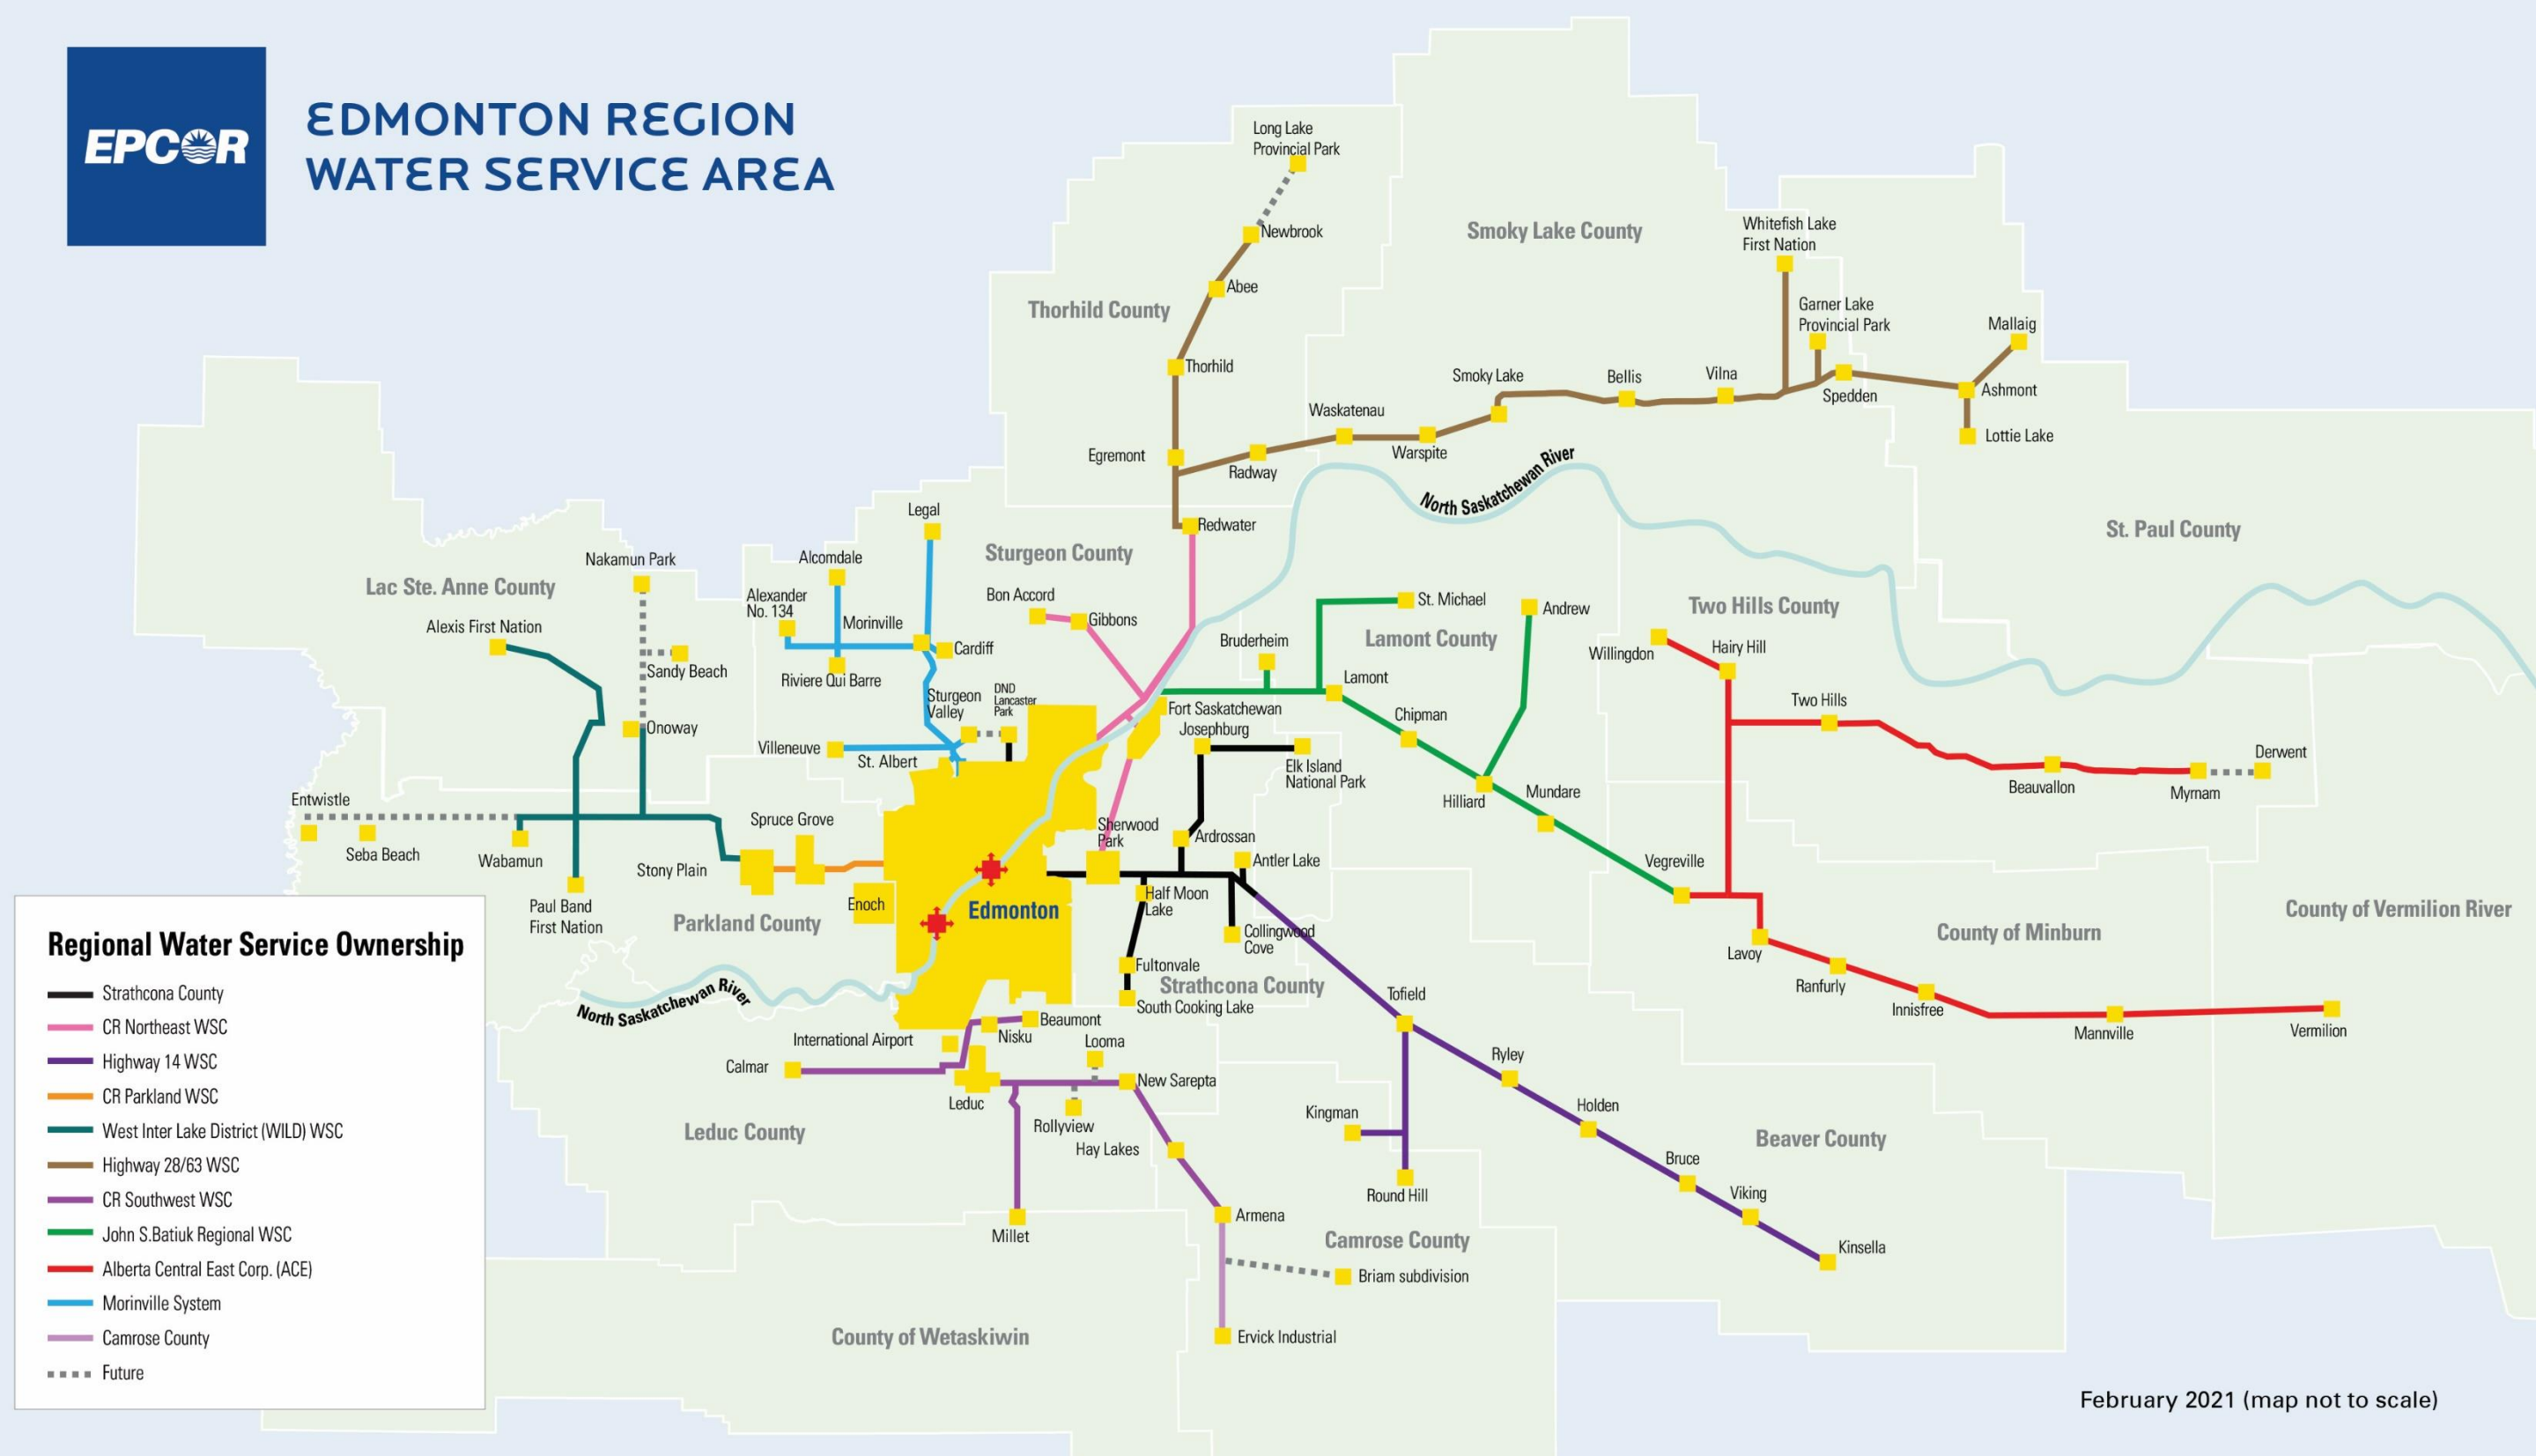 EPCOR
EDMONTON REGION
WATER SERVICE AREA
Long Lake
Provincial Park
Newbrook
Abee
Thorhild County
Thorhild
Egremont
Radway
Waskatenau
Warspite
Smoky Lake County
Smoky Lake
Bellis
Vilna
Whitefish Lake
First Nation
Garner Lake
Provincial Park
Spedden
Mallaig
Ashmont
Lottie Lake
North Saskatchewan River
St. Paul County
Redwater
Sturgeon County
Legal
Alcomdale
Alexander
No. 134
Morinville
Cardiff
Riviere Qui Barre
Sturgeon
Valley
DND
Lancaster
Park
Villeneuve
St. Albert
Bon Accord
Gibbons
Nakamun Park
Lac Ste. Anne County
Alexis First Nation
Sandy Beach
Onoway
Entwistle
Seba Beach
Wabamun
Paul Band
First Nation
Stony Plain
Spruce Grove
Enoch
Parkland County
Edmonton
North Saskatchewan River
Bruderheim
St. Michael
Andrew
Lamont County
Lamont
Fort Saskatchewan
Josephburg
Elk Island
National Park
Chipman
Hilliard
Mundare
Vegreville
Two Hills County
Willingdon
Hairy Hill
Two Hills
Beauvallon
Myrnam
Derwent
Sherwood
Park
Ardrossan
Antler Lake
Half Moon
Lake
Collingwood
Cove
Fultonvale
Strathcona County
South Cooking Lake
Lavoy
Ranfurly
Innisfree
Mannville
Vermilion
County of Minburn
County of Vermilion River
Tofield
Ryley
Holden
Bruce
Viking
Kinsella
Kingman
Round Hill
Beaver County
International Airport
Nisku
Beaumont
Looma
Calmar
Leduc
New Sarepta
Rollyview
Hay Lakes
Leduc County
Millet
Armena
Camrose County
Briam subdivision
Ervick Industrial
County of Wetaskiwin
Regional Water Service Ownership
Strathcona County
CR Northeast WSC
Highway 14 WSC
CR Parkland WSC
West Inter Lake District (WILD) WSC
Highway 28/63 WSC
CR Southwest WSC
John S.Batiuk Regional WSC
Alberta Central East Corp. (ACE)
Morinville System
Camrose County
Future
February 2021 (map not to scale)